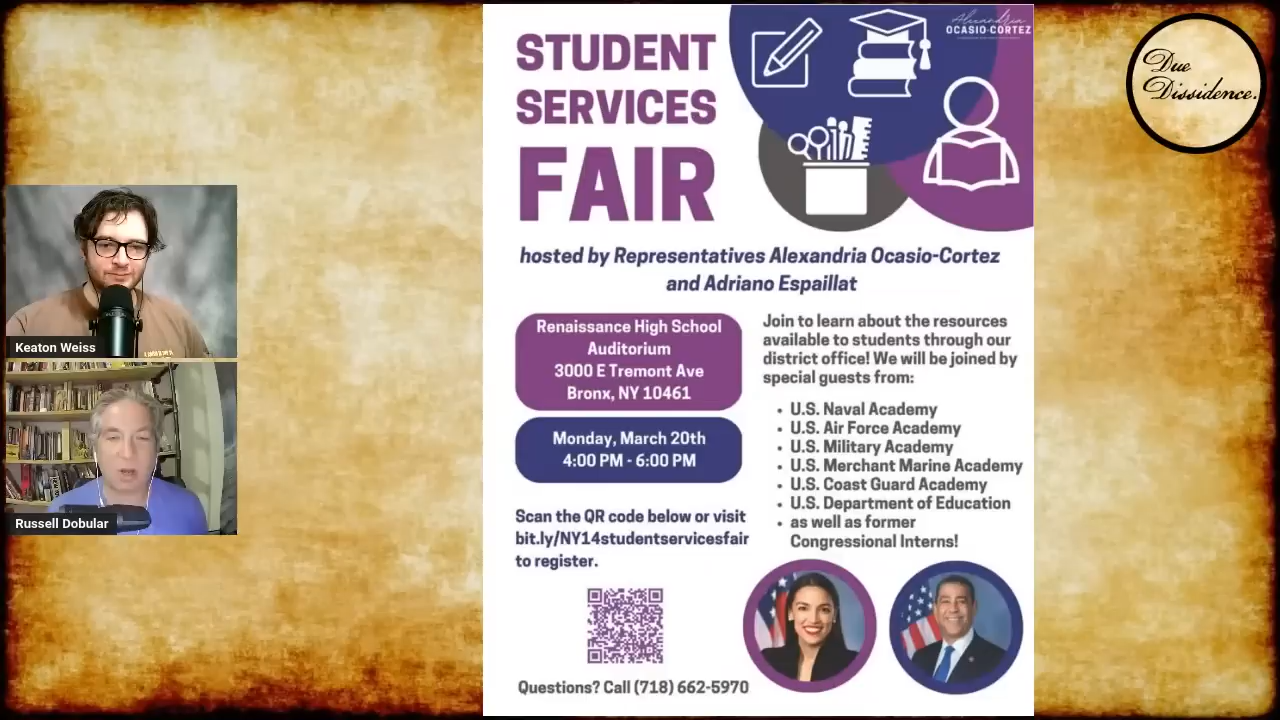 STUDENT
SERVICES
FAIR
Alexandria
OCASIO-CORTEZ
Due
Dissidence.
hosted by Representatives Alexandria Ocasio-Cortez
and Adriano Espaillat
Renaissance High School
Auditorium
3000 E Tremont Ave
Bronx, NY 10461
Monday, March 20th
4:00 PM - 6:00 PM
Scan the QR code below or visit
bit.ly/NY14studentservicesfair
to register.
Questions? Call (718) 662-5970
Join to learn about the resources
available to students through our
district office! We will be joined by
special guests from:
• U.S. Naval Academy
• U.S. Air Force Academy
• U.S. Military Academy
• U.S. Merchant Marine Academy
• U.S. Coast Guard Academy
• U.S. Department of Education
• as well as former
Congressional Interns!
Keaton Weiss
Russell Dobular